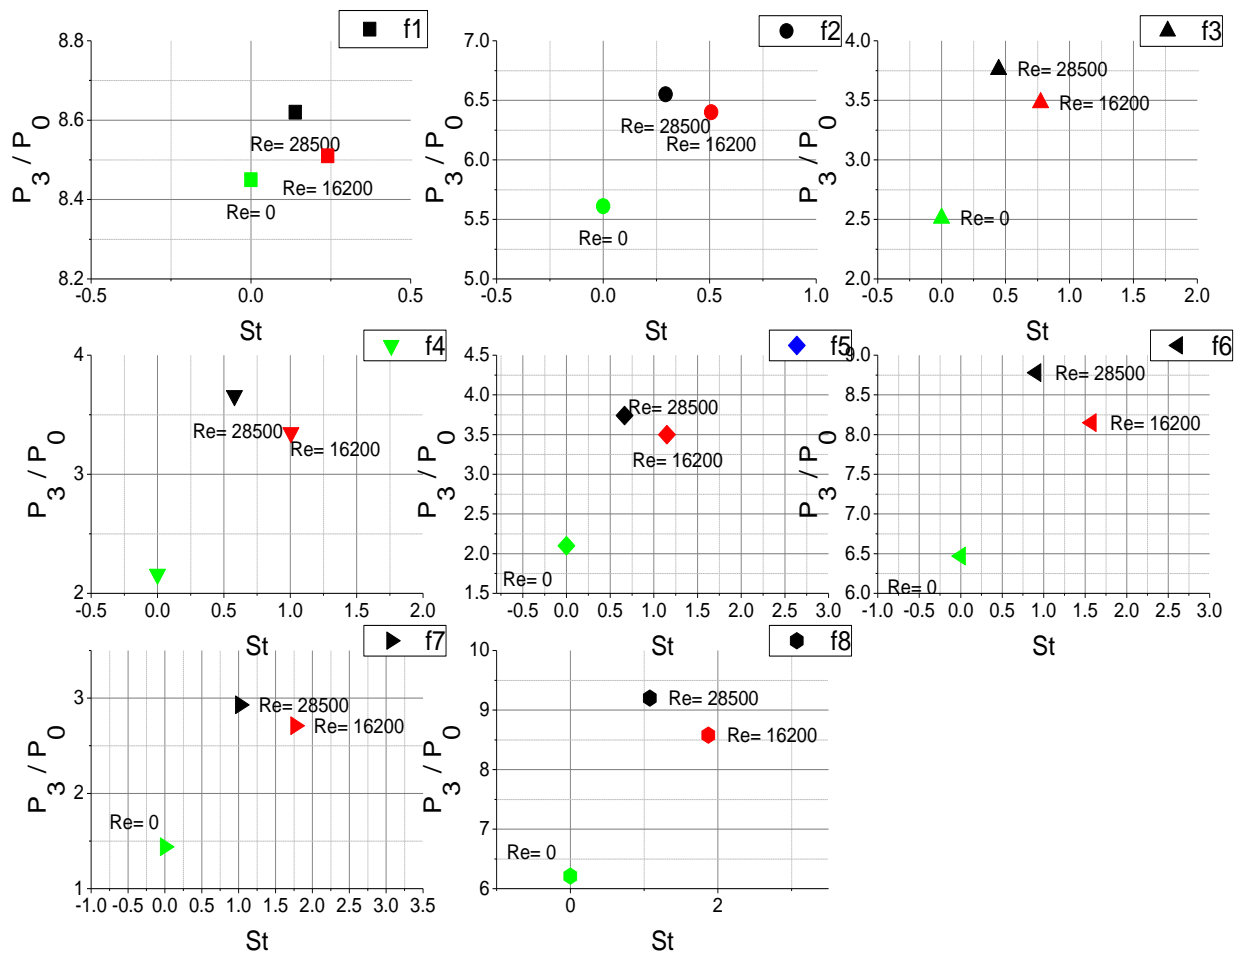 f1
8.8
8.6
8.4
8.2
P3 / P0
Re= 28500
Re= 16200
Re= 0
-0.5
0.0
0.5
St
f2
7.0
6.5
6.0
5.5
5.0
P3 / P0
Re= 28500
Re= 16200
Re= 0
-0.5
0.0
0.5
1.0
St
f3
4.0
3.5
3.0
2.5
2.0
P3 / P0
Re= 28500
Re= 16200
Re= 0
-0.5
0.0
0.5
1.0
1.5
2.0
St
f4
4
3
2
P3 / P0
Re= 28500
Re= 16200
-0.5
0.0
0.5
1.0
1.5
2.0
St
f5
4.5
4.0
3.5
3.0
2.5
2.0
1.5
P3 / P0
Re= 28500
Re= 16200
Re= 0
-0.5
0.0
0.5
1.0
1.5
2.0
2.5
3.0
St
f6
9.0
8.5
8.0
7.5
7.0
6.5
6.0
P3 / P0
Re= 28500
Re= 16200
Re= 0
-1.0
-0.5
0.0
0.5
1.0
1.5
2.0
2.5
3.0
St
f7
3
2
1
P3 / P0
Re= 28500
Re= 16200
Re= 0
-1.0
-0.5
0.0
0.5
1.0
1.5
2.0
2.5
3.0
3.5
St
f8
10
9
8
7
6
P3 / P0
Re= 28500
Re= 16200
Re= 0
0
2
St